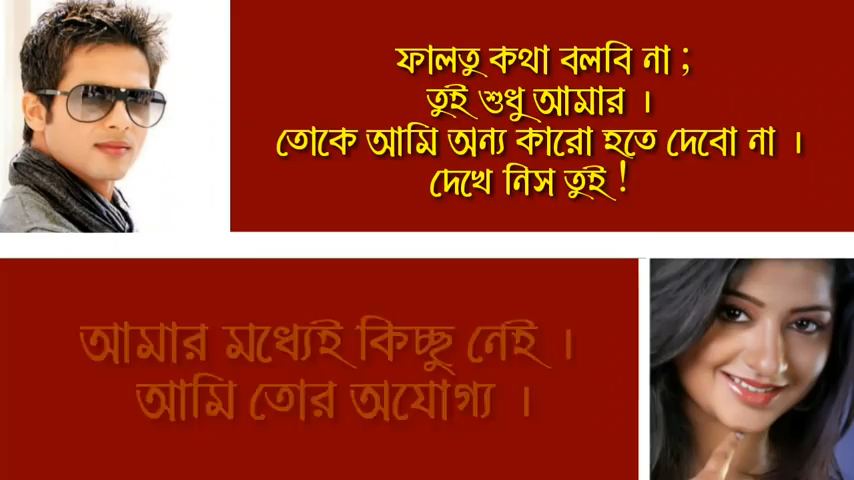 ফালতু কথা বলবি না ;
তুই শুধু আমার ।
তোকে আমি অন্য কারো হতে দেবো না ।
দেখে নিস তুই !
আমার মধ্যেই কিচ্ছু নেই ।
আমি তোর অযোগ্য ।